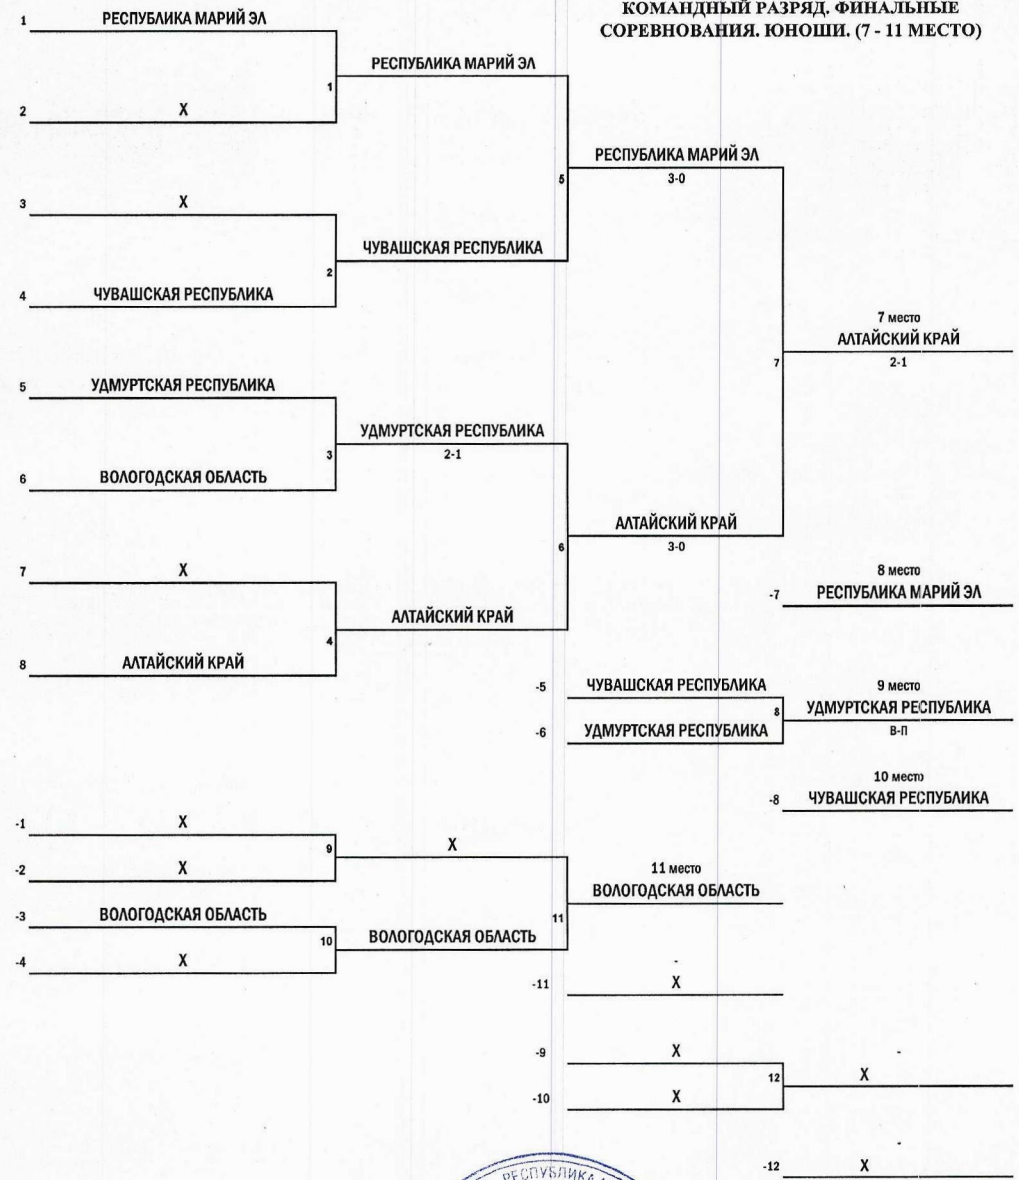 КОМАНДНЫЙ РАЗРЯД. ФИНАЛЬНЫЕ
СОРЕВНОВАНИЯ. ЮНОШИ. (7 - 11 МЕСТО)
1 РЕСПУБЛИКА МАРИЙ ЭЛ
РЕСПУБЛИКА МАРИЙ ЭЛ
1
2 X
РЕСПУБЛИКА МАРИЙ ЭЛ
5 3-0
3 X
ЧУВАШСКАЯ РЕСПУБЛИКА
2
4 ЧУВАШСКАЯ РЕСПУБЛИКА
7 место
АЛТАЙСКИЙ КРАЙ
7 2-1
5 УДМУРТСКАЯ РЕСПУБЛИКА
УДМУРТСКАЯ РЕСПУБЛИКА
3 2-1
6 ВОЛОГОДСКАЯ ОБЛАСТЬ
АЛТАЙСКИЙ КРАЙ
6 3-0
7 X
8 место
-7 РЕСПУБЛИКА МАРИЙ ЭЛ
АЛТАЙСКИЙ КРАЙ
4
8 АЛТАЙСКИЙ КРАЙ
-5 ЧУВАШСКАЯ РЕСПУБЛИКА
9 место
8 УДМУРТСКАЯ РЕСПУБЛИКА
-6 УДМУРТСКАЯ РЕСПУБЛИКА
В-П
10 место
-8 ЧУВАШСКАЯ РЕСПУБЛИКА
-1 X
9 X
-2 X
11 место
ВОЛОГОДСКАЯ ОБЛАСТЬ
-3 ВОЛОГОДСКАЯ ОБЛАСТЬ
11
10 ВОЛОГОДСКАЯ ОБЛАСТЬ
-4 X
-
-11 X
-9 X
-
12 X
-10 X
-
-12 X
РЕСПУБЛИКА